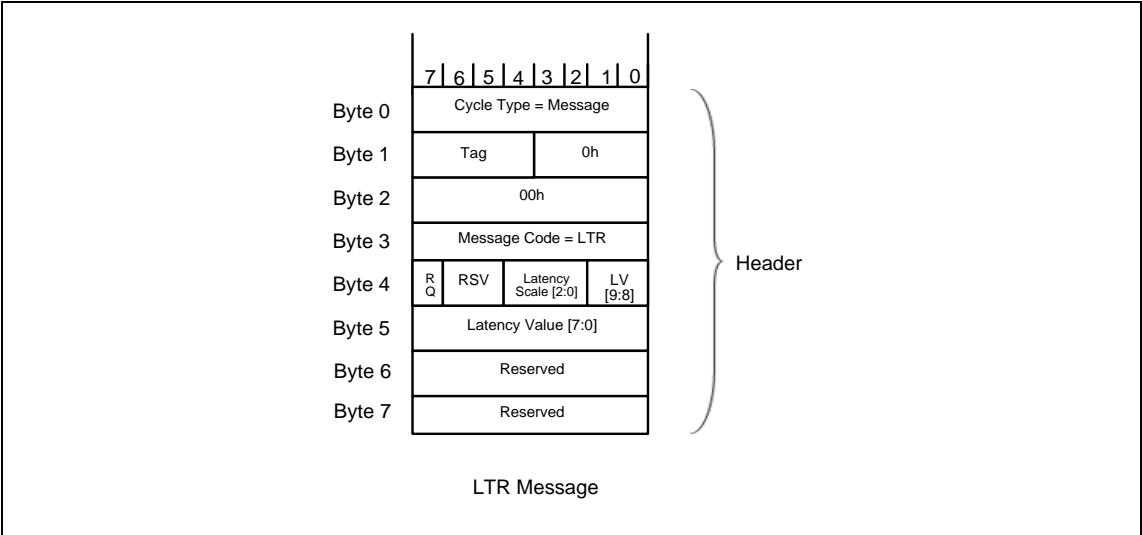 7 6 5 4 3 2 1 0
Byte 0 Cycle Type = Message
Byte 1 Tag 0h
Byte 2 00h
Byte 3 Message Code = LTR
Byte 4 R Q RSV Latency Scale [2:0] LV [9:8]
Byte 5 Latency Value [7:0]
Byte 6 Reserved
Byte 7 Reserved
Header
LTR Message